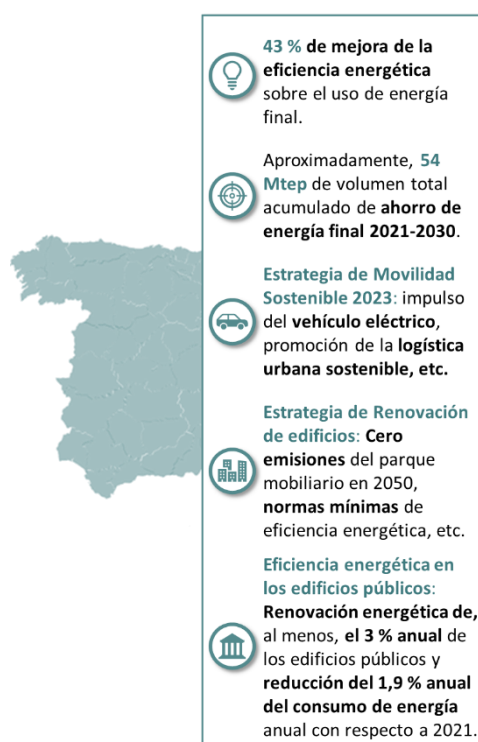 43 % de mejora de la
eficiencia energética
sobre el uso de energía
final.
Aproximadamente, 54
Mtep de volumen total
acumulado de ahorro de
energía final 2021-2030.
Estrategia de Movilidad
Sostenible 2023: impulso
del vehículo eléctrico,
promoción de la logística
urbana sostenible, etc.
Estrategia de Renovación
de edificios: Cero
emisiones del parque
mobiliario en 2050,
normas mínimas de
eficiencia energética, etc.
Eficiencia energética en
los edificios públicos:
Renovación energética de,
al menos, el 3 % anual de
los edificios públicos y
reducción del 1,9 % anual
del consumo de energía
anual con respecto a 2021.